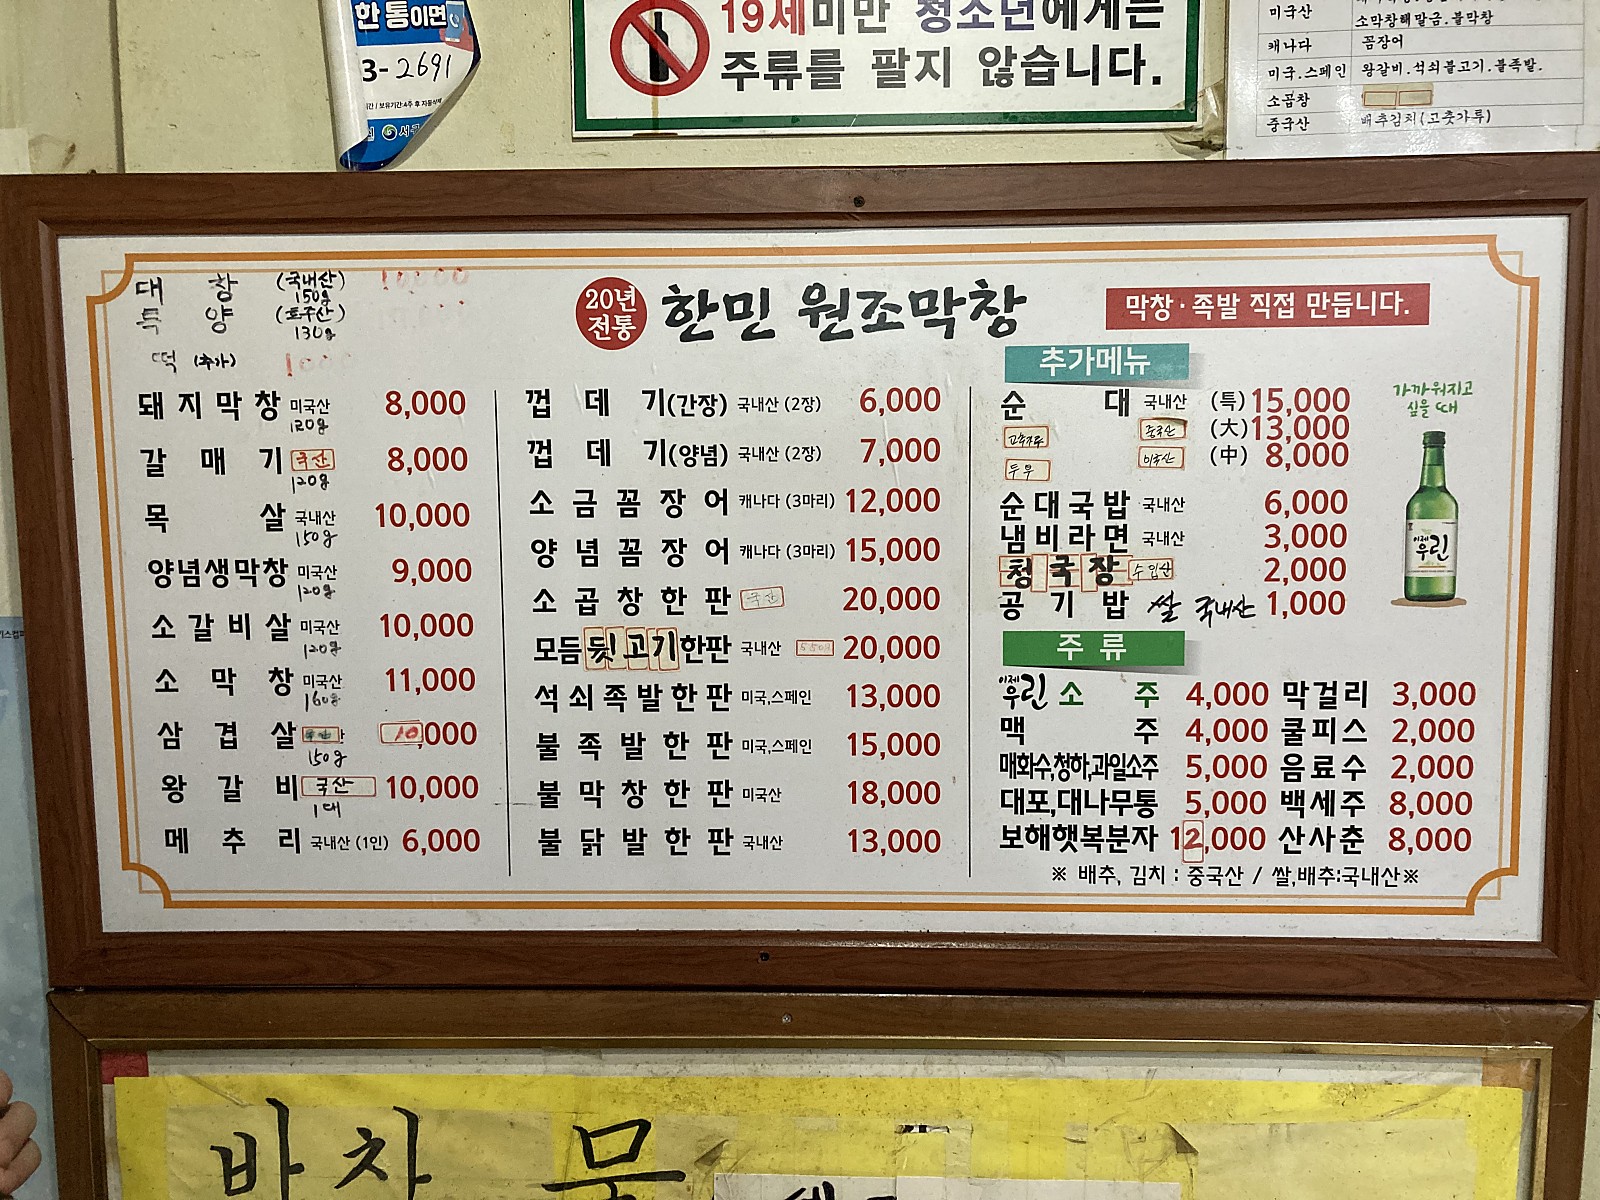 한 통이면
3-2691
19세미만 청소년에게는
주류를 팔지 않습니다.
미국산
소막창해말금.불막창
캐나다 꼼장어
미국.스페인 왕갈비.석쇠불고기.불족발.
소곱창
중국산 배추김치(고춧가루)
대 창 (국내산) 150g
특 양 (호주산) 130g
떡 (추가)
20년 전통 한민 원조막창
막창·족발 직접 만듭니다.
돼지막창 미국산 120g 8,000
갈매기 국산 120g 8,000
목살 국내산 150g 10,000
양념생막창 미국산 120g 9,000
소갈비살 미국산 120g 10,000
소막창 미국산 160g 11,000
삼겹살 150g 10,000
왕갈비 국산 1대 10,000
메추리 국내산 (1인) 6,000
껍데기(간장) 국내산 (2장) 6,000
껍데기(양념) 국내산 (2장) 7,000
소금꼼장어 캐나다 (3마리) 12,000
양념꼼장어 캐나다 (3마리) 15,000
소곱창한판 국산 20,000
모듬뒷고기한판 국내산 550g 20,000
석쇠족발한판 미국,스페인 13,000
불족발한판 미국,스페인 15,000
불막창한판 미국산 18,000
불닭발한판 국내산 13,000
추가메뉴
순대 국내산 (특) 15,000
고춧가루 중국산 (大) 13,000
두부 미국산 (中) 8,000
순대국밥 국내산 6,000
냄비라면 국내산 3,000
청국장 수입산 2,000
공기밥 쌀 국내산 1,000
가까워지고
싶을 때
이제 우린
주류
이제 우린 소주 4,000 막걸리 3,000
맥주 4,000 쿨피스 2,000
매화수,청하,과일소주 5,000 음료수 2,000
대포,대나무통 5,000 백세주 8,000
보해햇복분자 12,000 산사춘 8,000
※ 배추, 김치 : 중국산 / 쌀,배추:국내산※